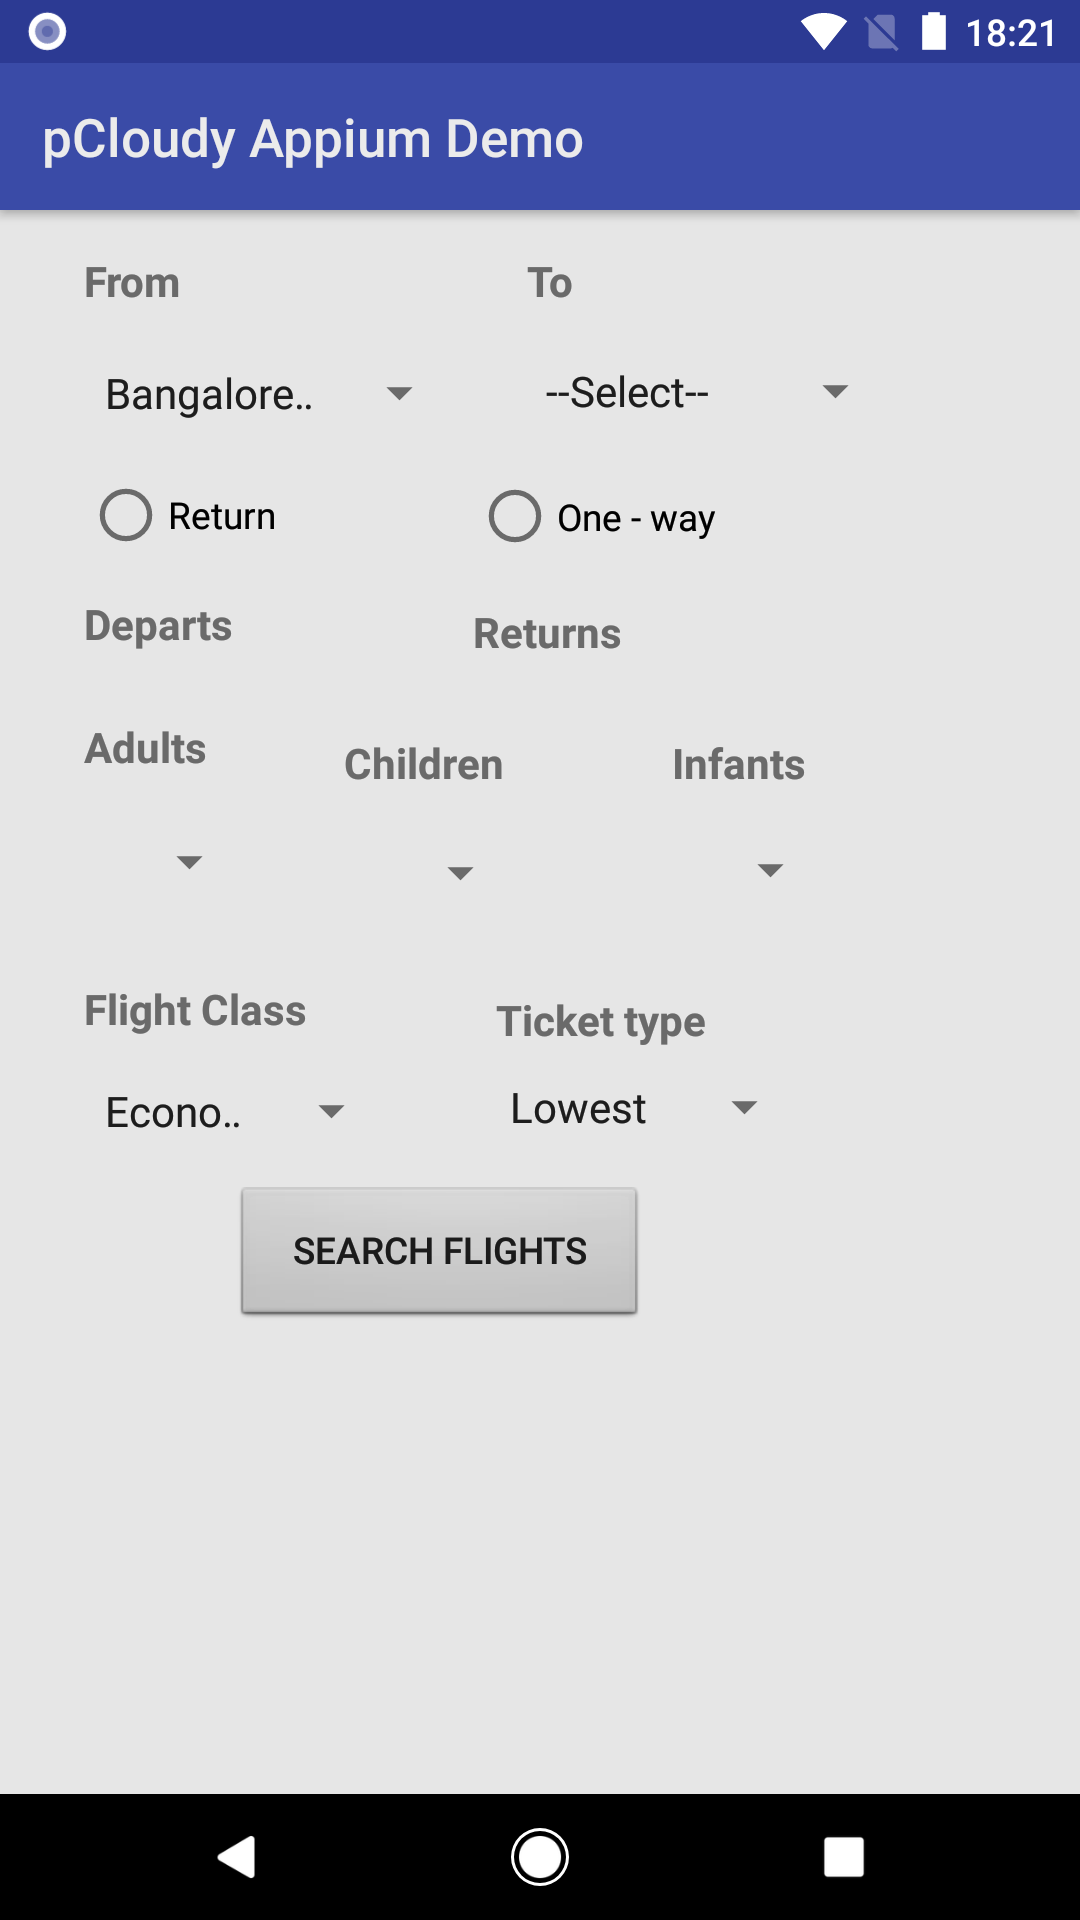 18:21
pCloudy Appium Demo
From To
Bangalore.. --Select--
Return One - way
Departs Returns
Adults Children Infants
Flight Class Ticket type
Econo.. Lowest
SEARCH FLIGHTS